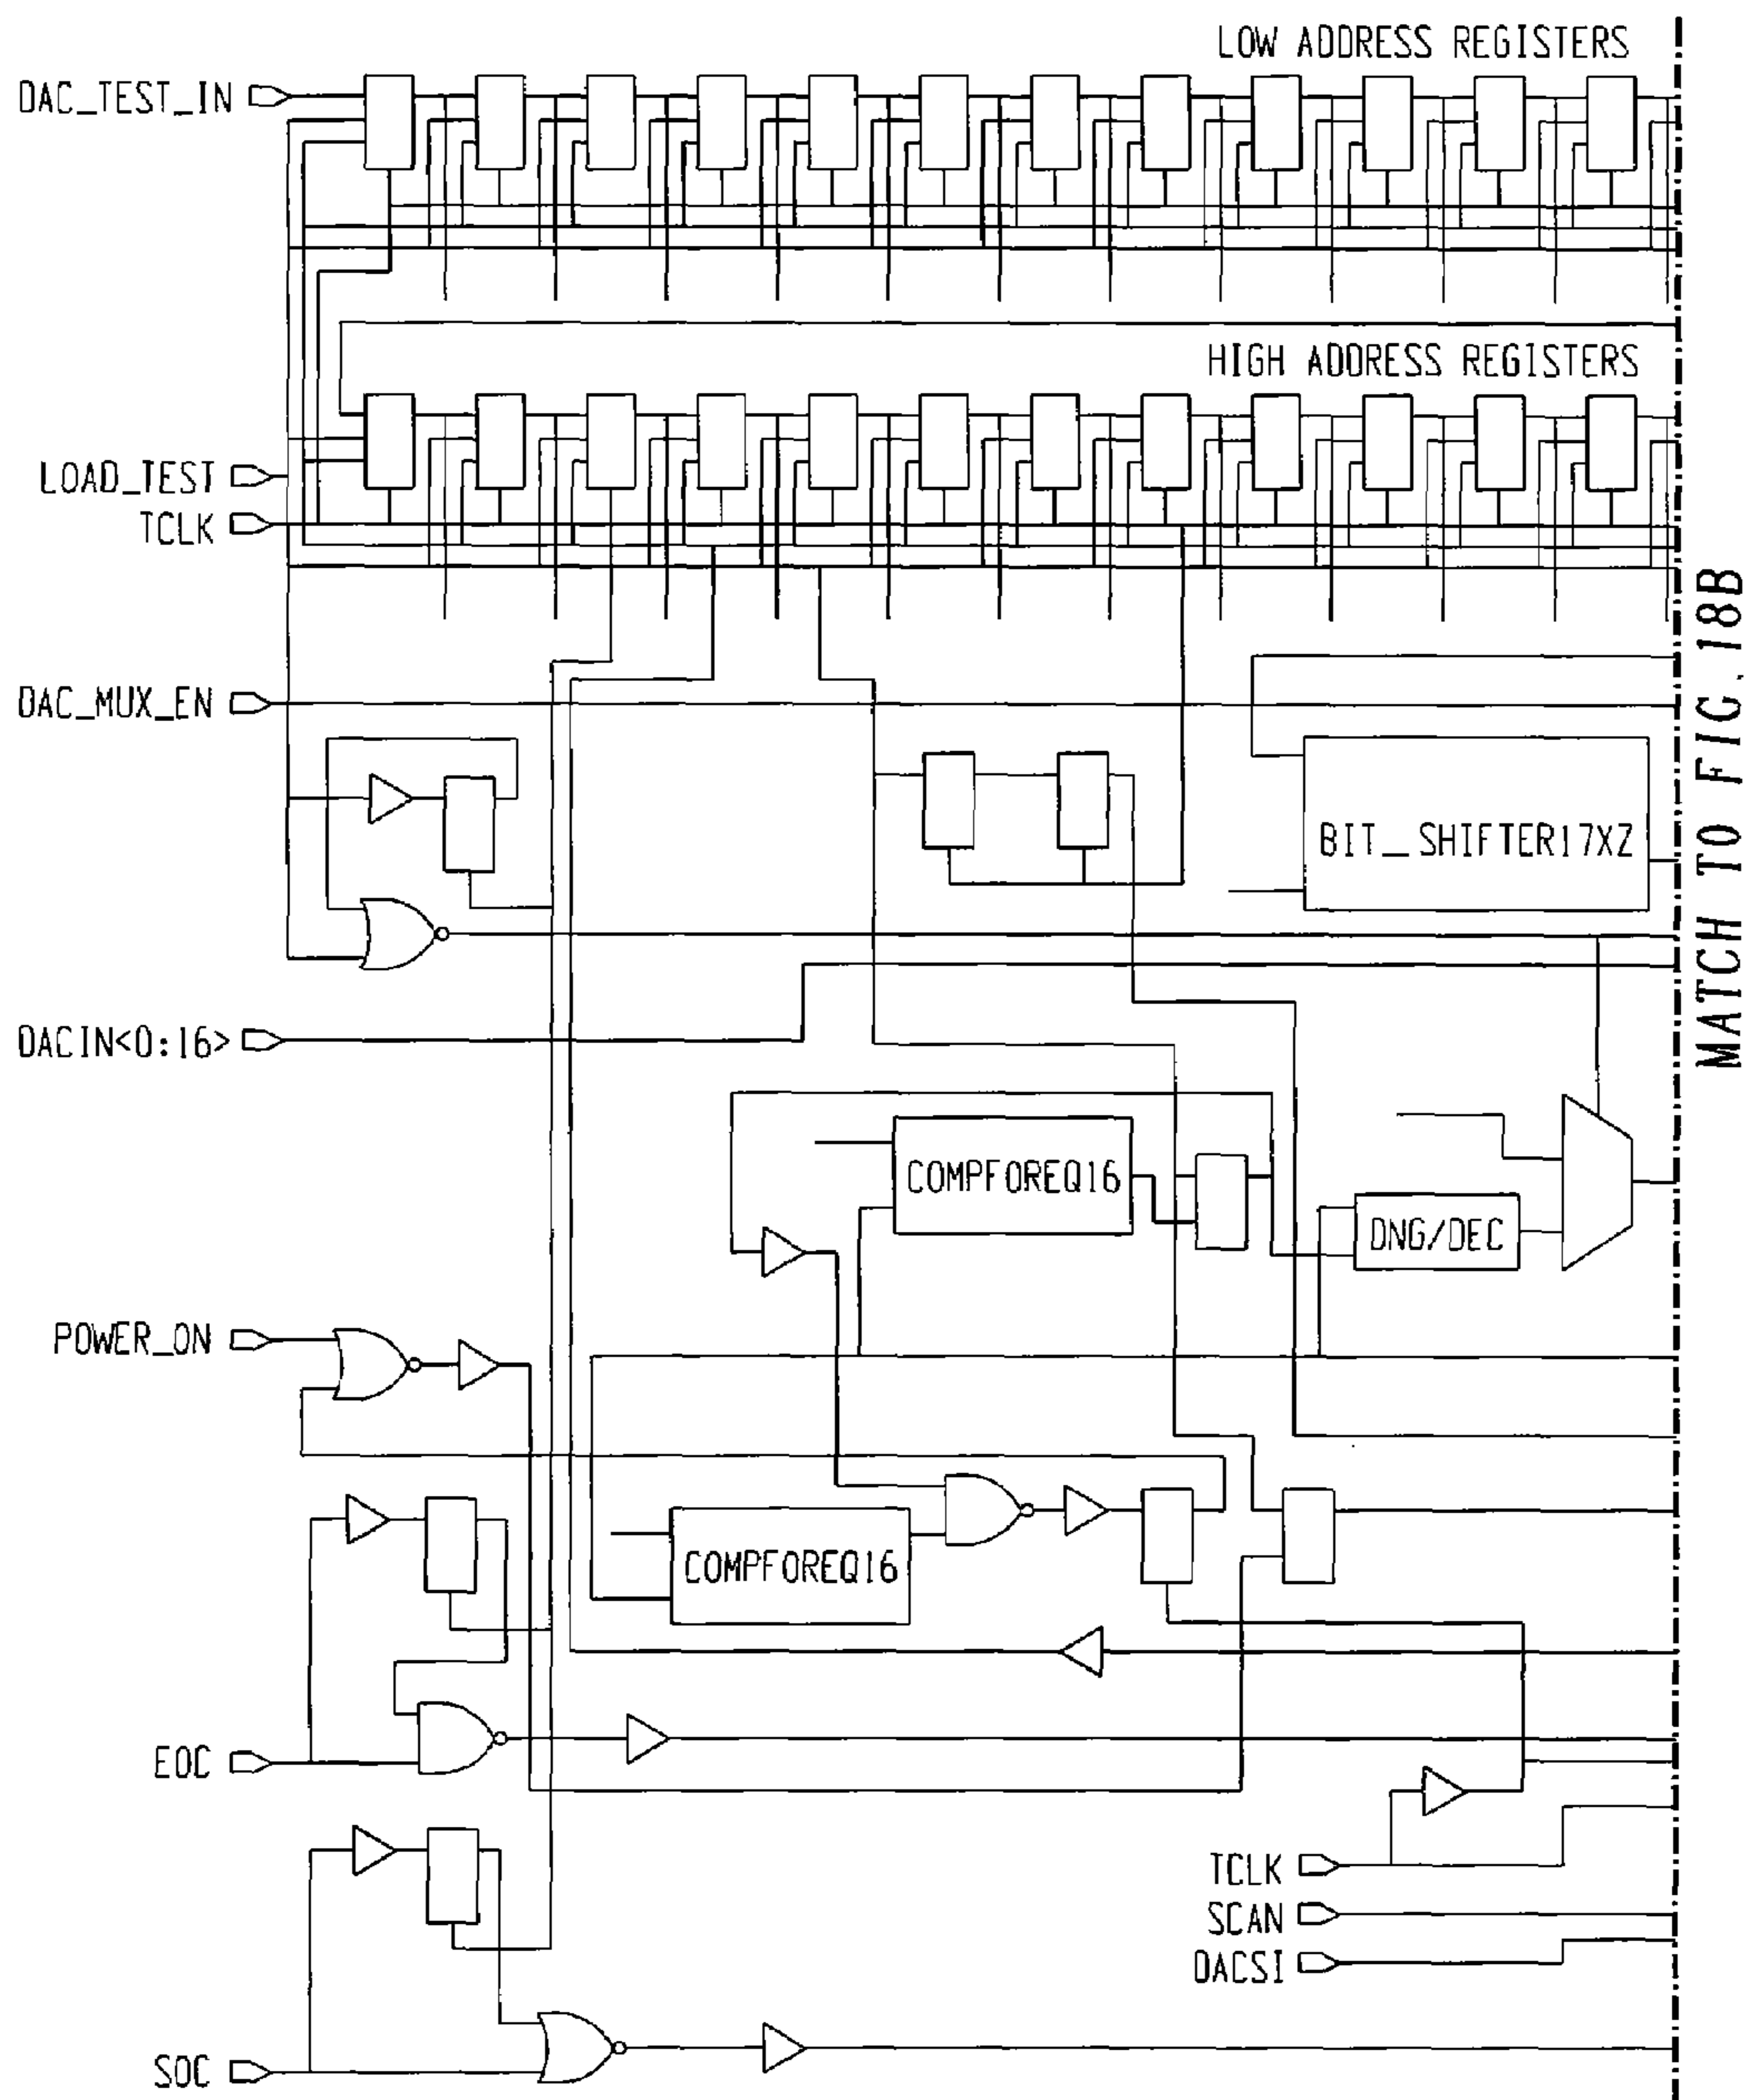 LOW ADDRESS REGISTERS
DAC_TEST_IN
HIGH ADDRESS REGISTERS
LOAD_TEST
TCLK
MATCH TO FIG. 18B
DAC_MUX_EN
BIT_SHIFTER17XZ
DACIN<0:16>
COMPFOREQ16
DNG/DEC
POWER_ON
COMPFOREQ16
EOC
TCLK
SCAN
DACSI
SOC